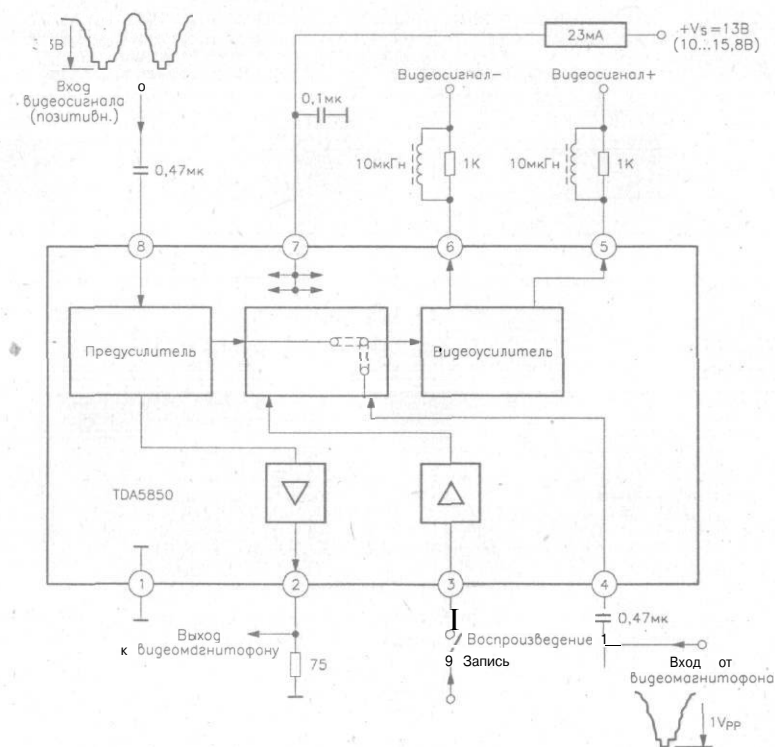 23мА
+Vs=13В
(10...15,8В)
Вход
видеосигнала
(позитивн.)
о
0,1мк
Видеосигнал−
Видеосигнал+
0,47мк
10мкГн
1К
10мкГн
1К
8
7
6
5
Предусилитель
Видеоусилитель
TDA5850
1
2
3
4
Выход
к видеомагнитофону
75
I
Воспроизведение 1
9 Запись
0,47мк
Вход от
видеомагнитофона
1Vpp